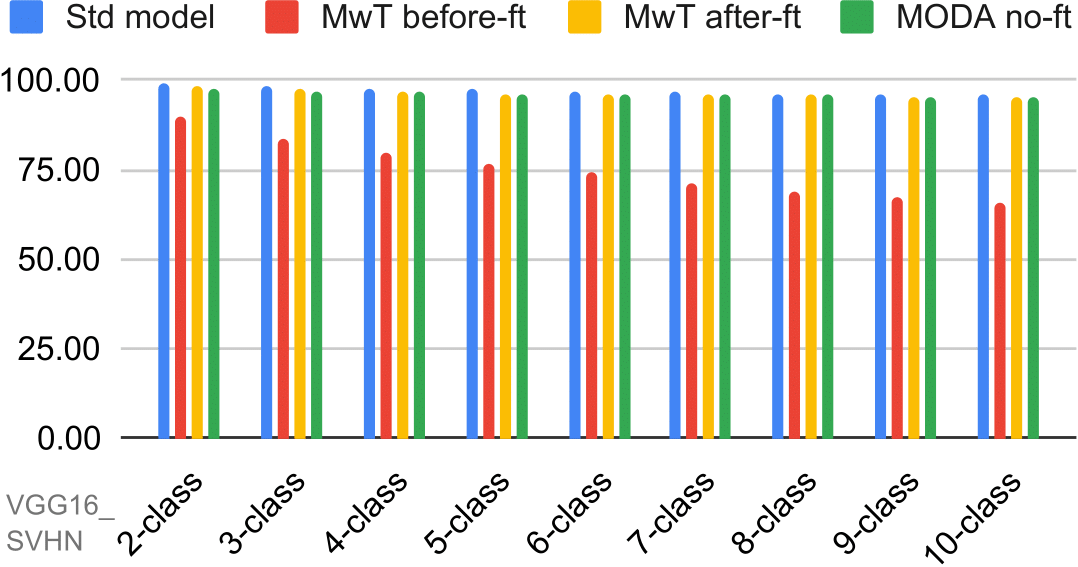 Std model MwT before-ft MwT after-ft MODA no-ft
100.00
75.00
50.00
25.00
0.00
VGG16_
SVHN
2-class 3-class 4-class 5-class 6-class 7-class 8-class 9-class 10-class